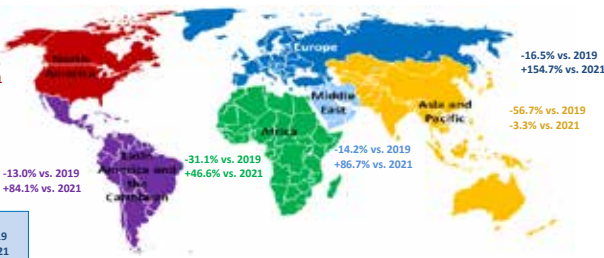 Europe
North
America
-16.5% vs. 2019
+154.7% vs. 2021
Middle
East
Asia and
Pacific
-56.7% vs. 2019
-3.3% vs. 2021
Africa
-14.2% vs. 2019
+86.7% vs. 2021
Latin
America and
the
Caribbean
-31.1% vs. 2019
+46.6% vs. 2021
-13.0% vs. 2019
+84.1% vs. 2021
19
21